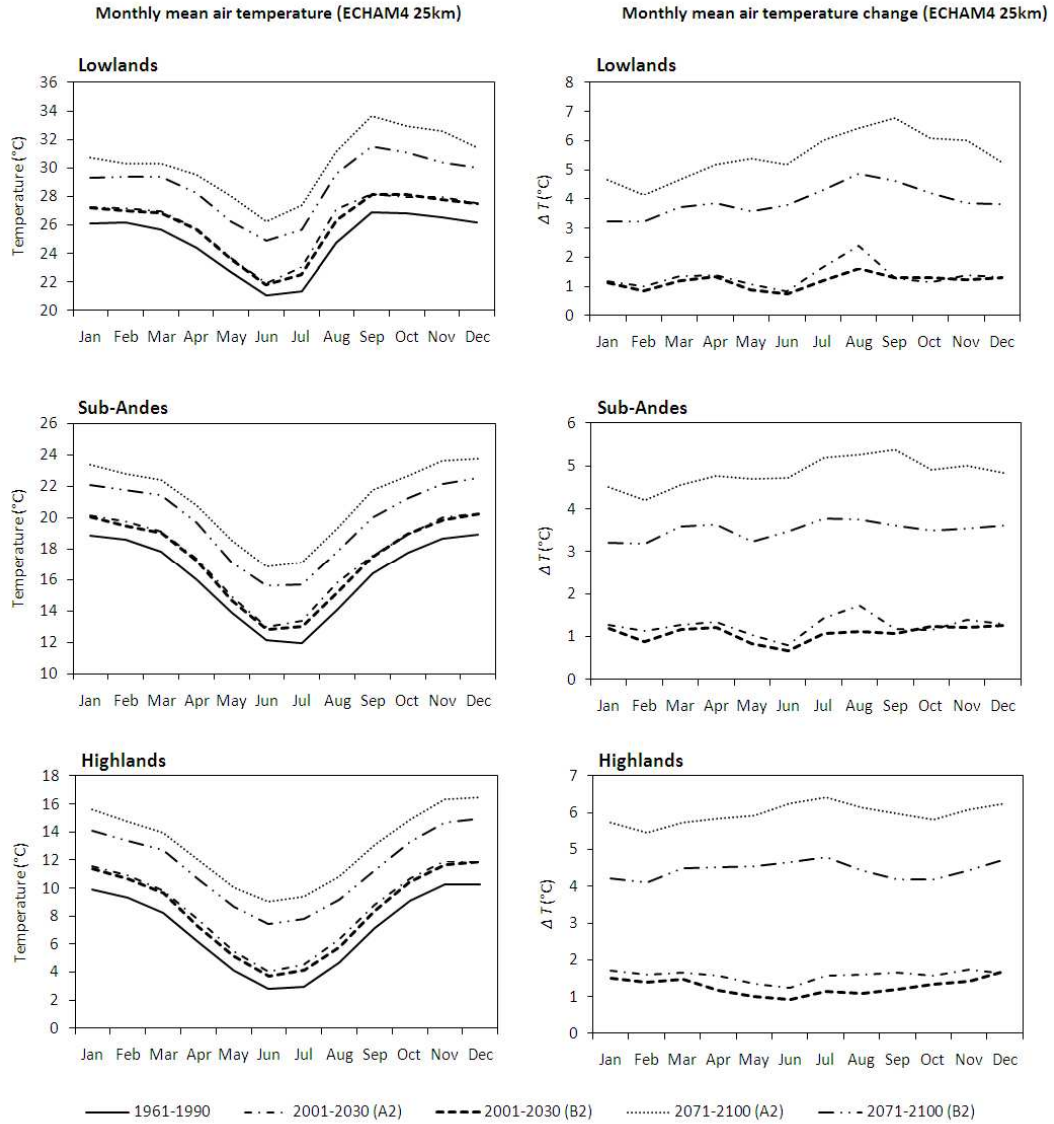 Monthly mean air temperature (ECHAM4 25km)
Monthly mean air temperature change (ECHAM4 25km)
Lowlands
Temperature (°C)
36
34
32
30
28
26
24
22
20
Jan Feb Mar Apr May Jun Jul Aug Sep Oct Nov Dec
Lowlands
Δ T (°C)
8
7
6
5
4
3
2
1
0
Jan Feb Mar Apr May Jun Jul Aug Sep Oct Nov Dec
Sub-Andes
Temperature (°C)
26
24
22
20
18
16
14
12
10
Jan Feb Mar Apr May Jun Jul Aug Sep Oct Nov Dec
Sub-Andes
Δ T (°C)
6
5
4
3
2
1
0
Jan Feb Mar Apr May Jun Jul Aug Sep Oct Nov Dec
Highlands
Temperature (°C)
18
16
14
12
10
8
6
4
2
0
Jan Feb Mar Apr May Jun Jul Aug Sep Oct Nov Dec
Highlands
Δ T (°C)
7
6
5
4
3
2
1
0
Jan Feb Mar Apr May Jun Jul Aug Sep Oct Nov Dec
1961-1990 2001-2030 (A2) 2001-2030 (B2) 2071-2100 (A2) 2071-2100 (B2)